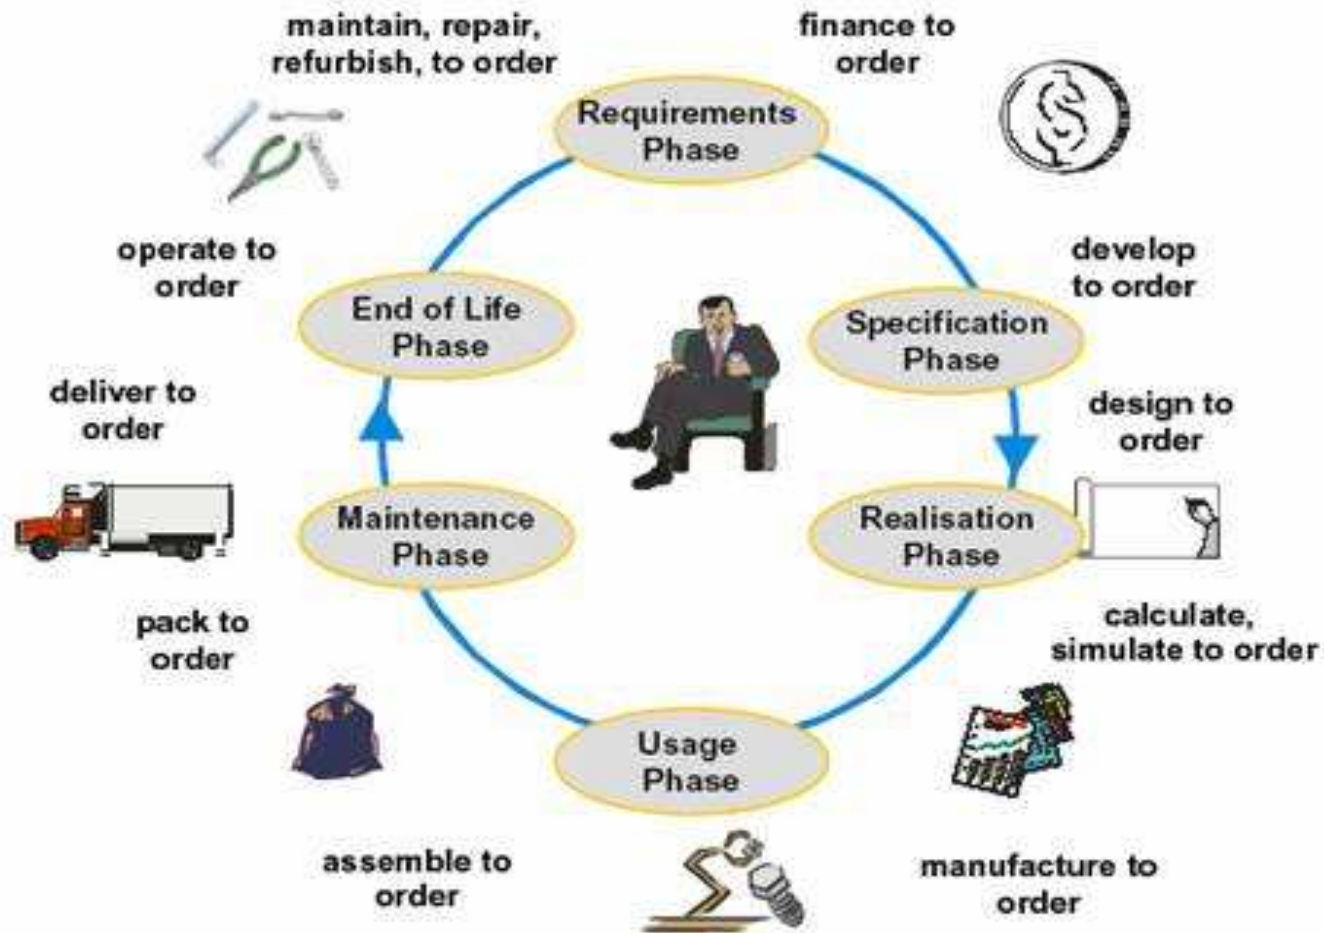 maintain, repair,
refurbish, to order
finance to
order
Requirements
Phase
operate to
order
develop
to order
End of Life
Phase
Specification
Phase
deliver to
order
design to
order
Maintenance
Phase
Realisation
Phase
pack to
order
calculate,
simulate to order
Usage
Phase
assemble to
order
manufacture to
order